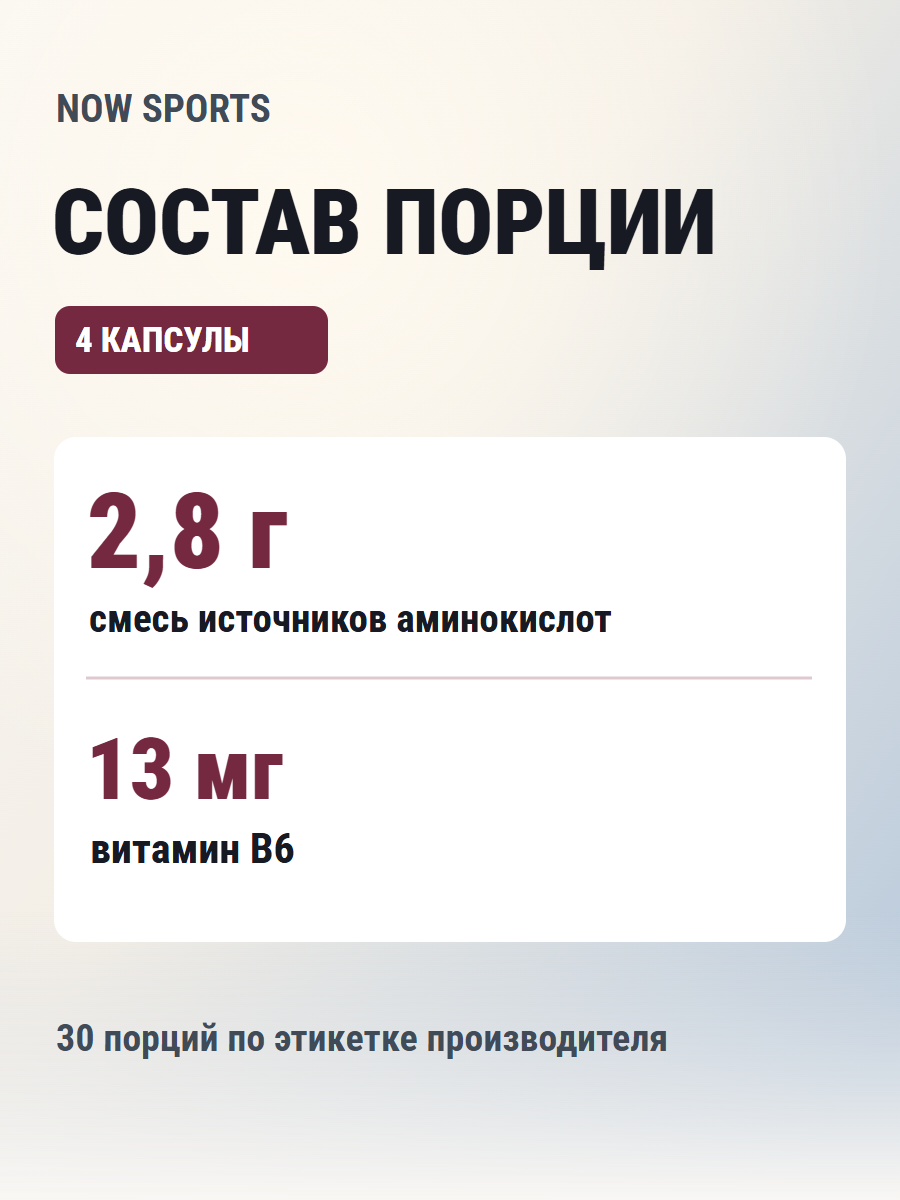 NOW SPORTS
СОСТАВ ПОРЦИИ
4 КАПСУЛЫ
2,8 г
смесь источников аминокислот
13 мг
витамин B6
30 порций по этикетке производителя